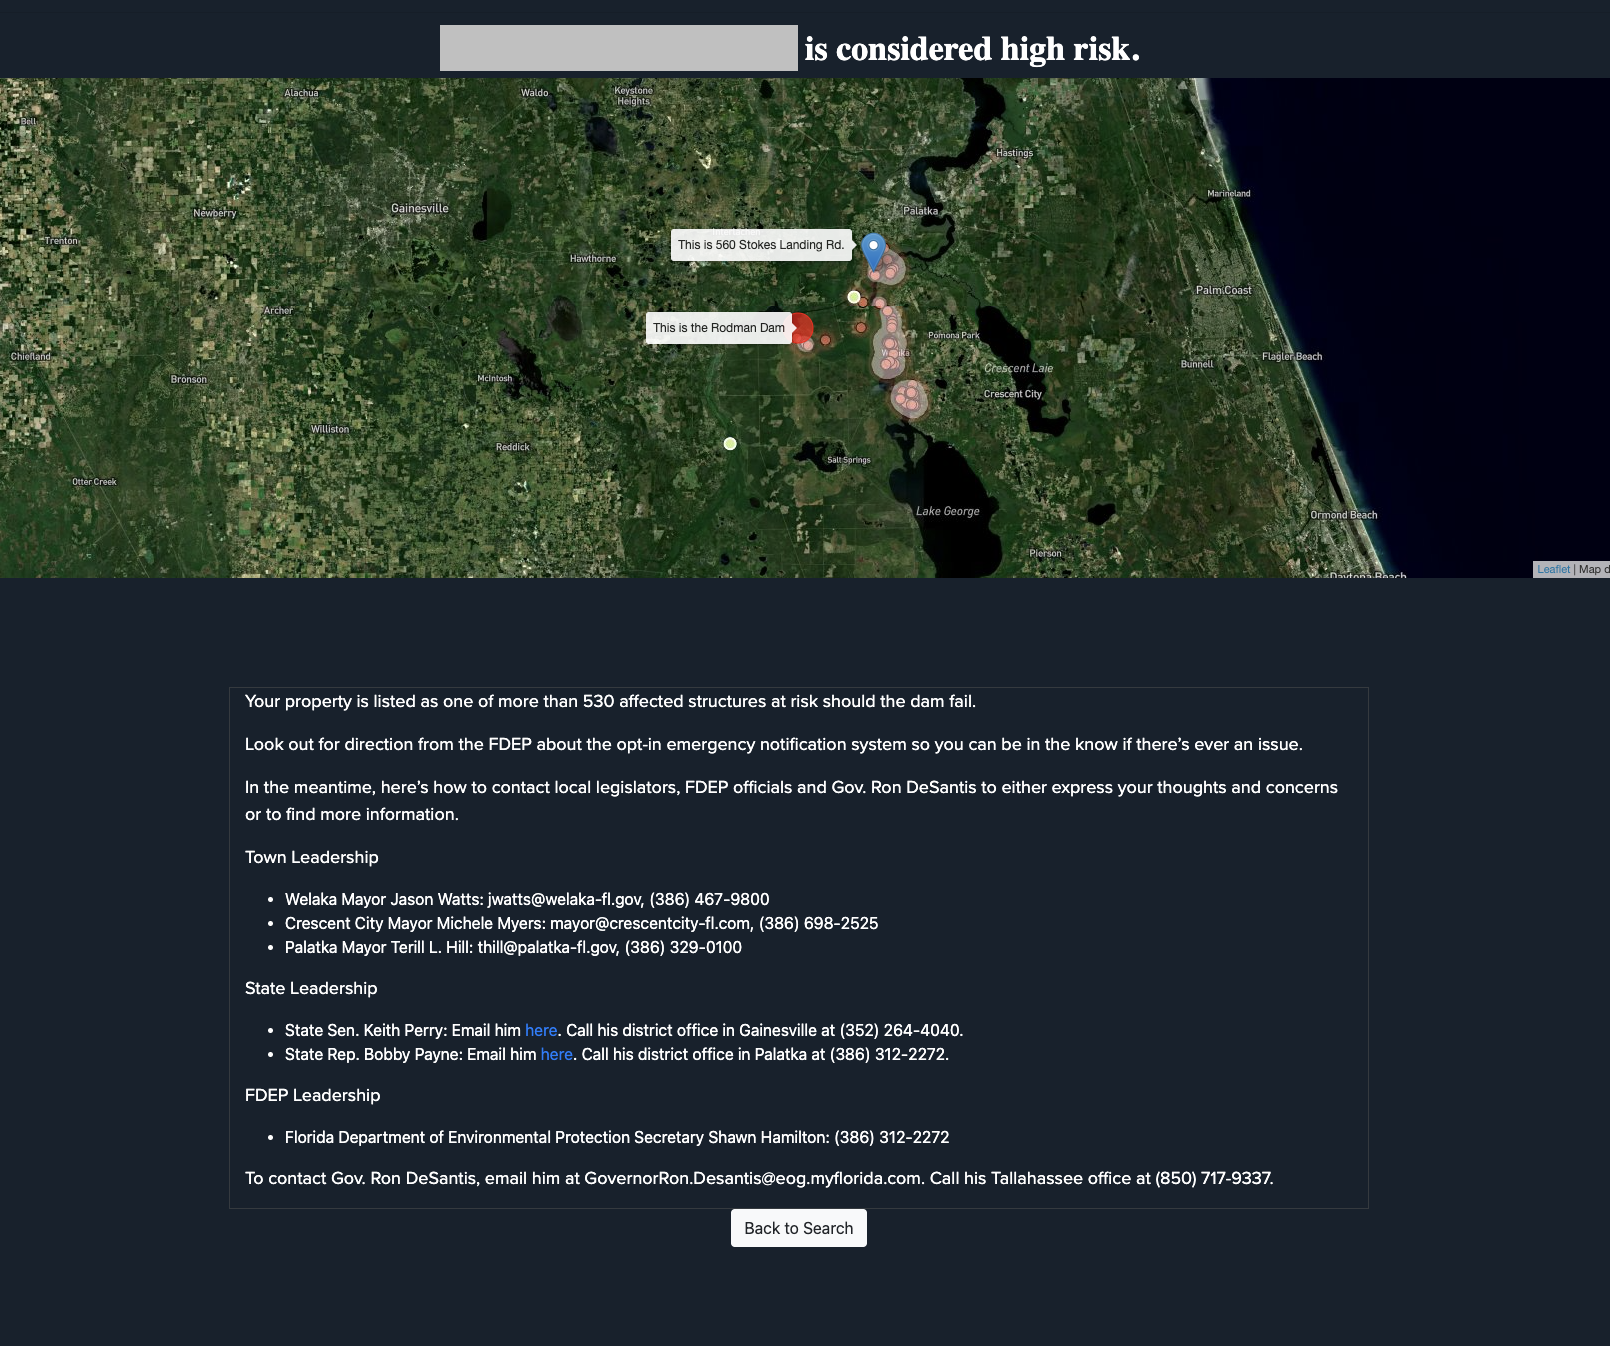 is considered high risk.
Alachua
Waldo
Keystone
Heights
Bell
Hastings
Marineland
Newberry
Gainesville
Palatka
Trenton
This is 560 Stokes Landing Rd.
Hawthorne
Palm Coast
Archer
This is the Rodman Dam
Pomona Park
Chiefland
Flagler Beach
Bunnell
Crescent Lake
Bronson
McIntosh
Crescent City
Williston
Reddick
Salt Springs
Otter Creek
Lake George
Ormond Beach
Pierson
Daytona Beach
Leaflet | Map d
Your property is listed as one of more than 530 affected structures at risk should the dam fail.
Look out for direction from the FDEP about the opt-in emergency notification system so you can be in the know if there’s ever an issue.
In the meantime, here’s how to contact local legislators, FDEP officials and Gov. Ron DeSantis to either express your thoughts and concerns
or to find more information.
Town Leadership
• Welaka Mayor Jason Watts: jwatts@welaka-fl.gov, (386) 467-9800
• Crescent City Mayor Michele Myers: mayor@crescentcity-fl.com, (386) 698-2525
• Palatka Mayor Terill L. Hill: thill@palatka-fl.gov, (386) 329-0100
State Leadership
• State Sen. Keith Perry: Email him here. Call his district office in Gainesville at (352) 264-4040.
• State Rep. Bobby Payne: Email him here. Call his district office in Palatka at (386) 312-2272.
FDEP Leadership
• Florida Department of Environmental Protection Secretary Shawn Hamilton: (386) 312-2272
To contact Gov. Ron DeSantis, email him at GovernorRon.Desantis@eog.myflorida.com. Call his Tallahassee office at (850) 717-9337.
Back to Search